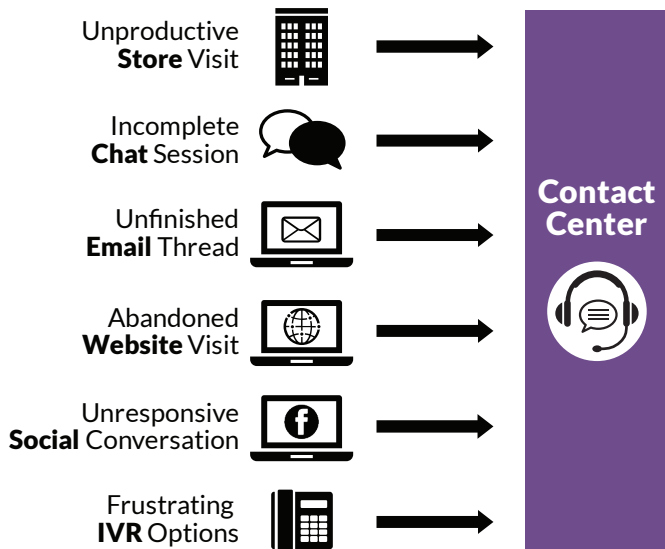 Unproductive
Store Visit
Incomplete
Chat Session
Unfinished
Email Thread
Abandoned
Website Visit
Unresponsive
Social Conversation
Frustrating
IVR Options
Contact
Center